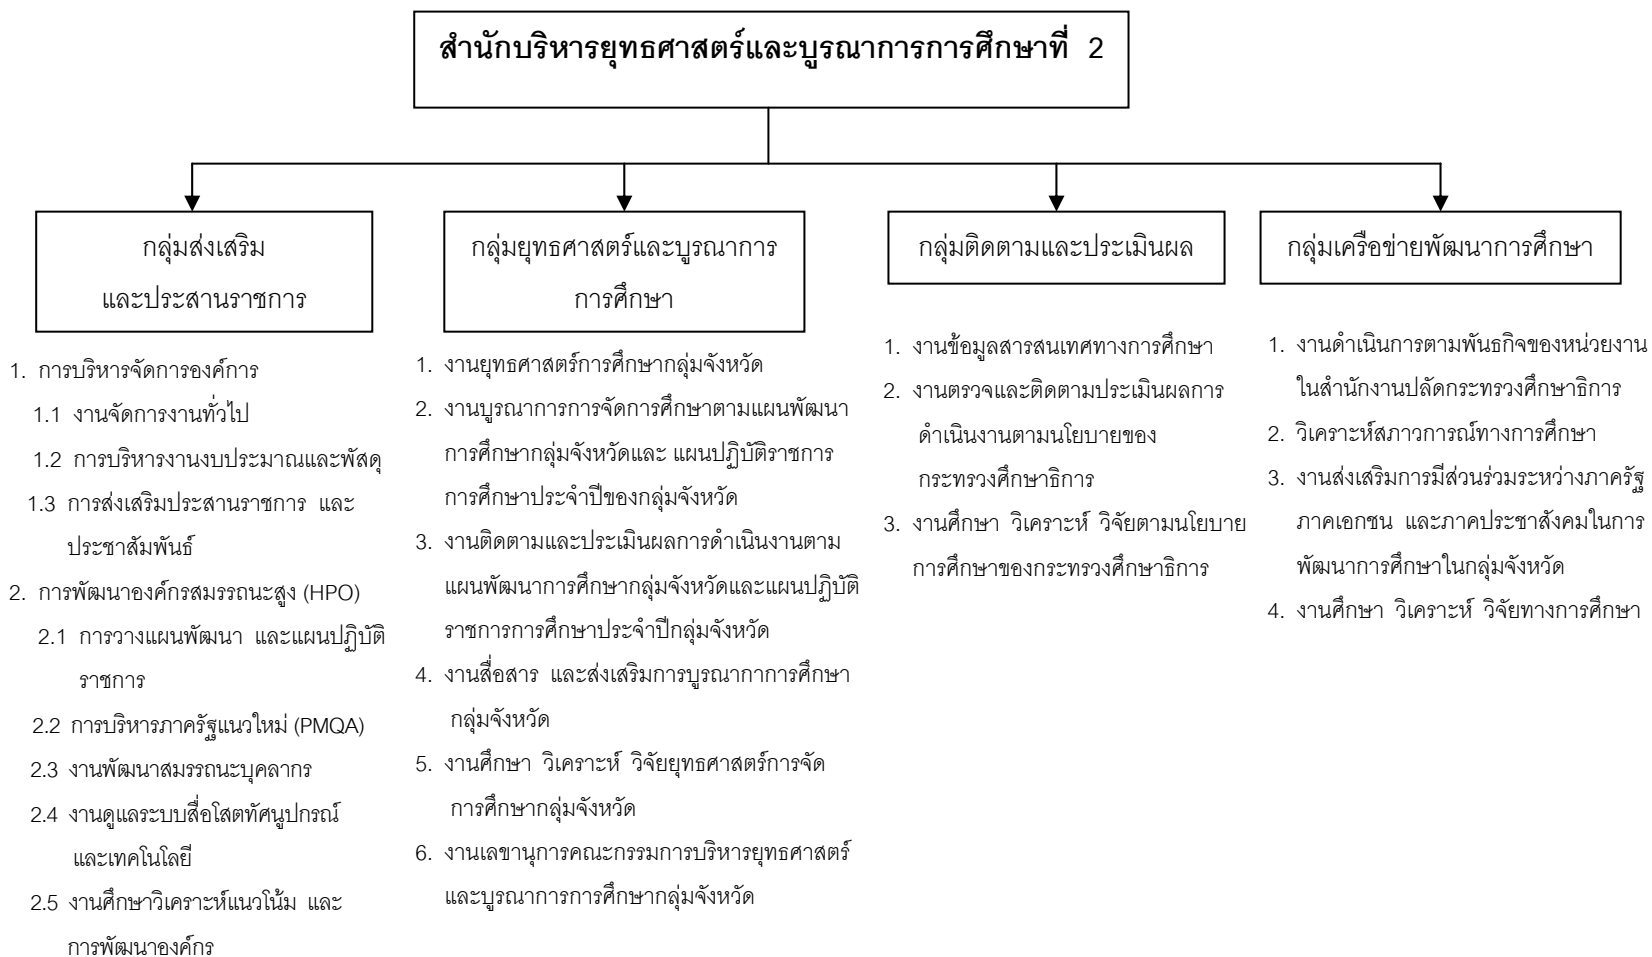 สำนักบริหารยุทธศาสตร์และบูรณาการการศึกษาที่ 2
กลุ่มส่งเสริม
และประสานราชการ
1. การบริหารจัดการองค์การ
1.1 งานจัดการงานทั่วไป
1.2 การบริหารงานงบประมาณและพัสดุ
1.3 การส่งเสริมประสานราชการ และ
ประชาสัมพันธ์
2. การพัฒนาองค์กรสมรรถนะสูง (HPO)
2.1 การวางแผนพัฒนา และแผนปฏิบัติ
ราชการ
2.2 การบริหารภาครัฐแนวใหม่ (PMQA)
2.3 งานพัฒนาสมรรถนะบุคลากร
2.4 งานดูแลระบบสื่อโสตทัศนูปกรณ์
และเทคโนโลยี
2.5 งานศึกษาวิเคราะห์แนวโน้ม และ
การพัฒนาองค์กร
กลุ่มยุทธศาสตร์และบูรณาการ
การศึกษา
1. งานยุทธศาสตร์การศึกษากลุ่มจังหวัด
2. งานบูรณาการการจัดการศึกษาตามแผนพัฒนา
การศึกษากลุ่มจังหวัดและ แผนปฏิบัติราชการ
การศึกษาประจำปีของกลุ่มจังหวัด
3. งานติดตามและประเมินผลการดำเนินงานตาม
แผนพัฒนาการศึกษากลุ่มจังหวัดและแผนปฏิบัติ
ราชการการศึกษาประจำปีกลุ่มจังหวัด
4. งานสื่อสาร และส่งเสริมการบูรณากาการศึกษา
กลุ่มจังหวัด
5. งานศึกษา วิเคราะห์ วิจัยยุทธศาสตร์การจัด
การศึกษากลุ่มจังหวัด
6. งานเลขานุการคณะกรรมการบริหารยุทธศาสตร์
และบูรณาการการศึกษากลุ่มจังหวัด
กลุ่มติดตามและประเมินผล
1. งานข้อมูลสารสนเทศทางการศึกษา
2. งานตรวจและติดตามประเมินผลการ
ดำเนินงานตามนโยบายของ
กระทรวงศึกษาธิการ
3. งานศึกษา วิเคราะห์ วิจัยตามนโยบาย
การศึกษาของกระทรวงศึกษาธิการ
กลุ่มเครือข่ายพัฒนาการศึกษา
1. งานดำเนินการตามพันธกิจของหน่วยงาน
ในสำนักงานปลัดกระทรวงศึกษาธิการ
2. วิเคราะห์สภาวการณ์ทางการศึกษา
3. งานส่งเสริมการมีส่วนร่วมระหว่างภาครัฐ
ภาคเอกชน และภาคประชาสังคมในการ
พัฒนาการศึกษาในกลุ่มจังหวัด
4. งานศึกษา วิเคราะห์ วิจัยทางการศึกษา